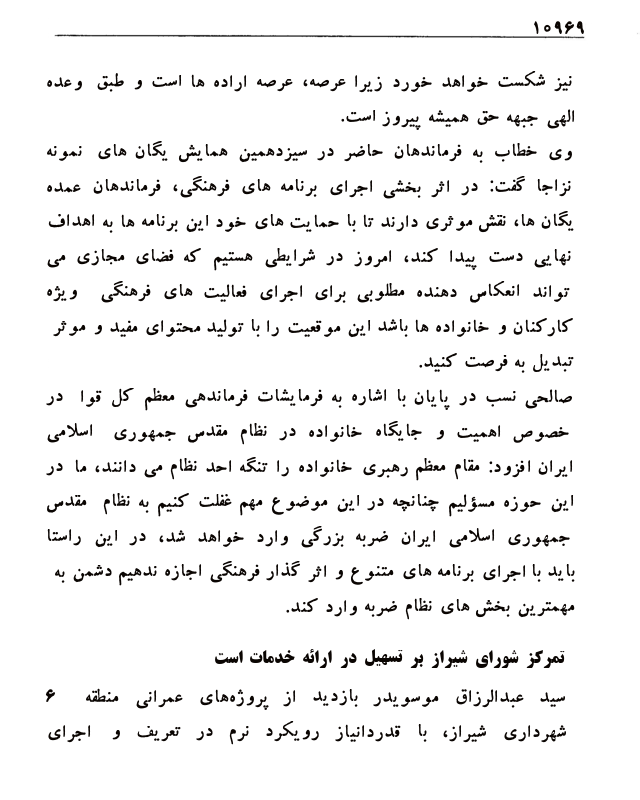 ۱۰۹۶۹
نیز شکست خواهد خورد زیرا عرصه، عرصه اراده ها است و طبق وعده
الهی جبهه حق همیشه پیروز است.
وی خطاب به فرماندهان حاضر در سیزدهمین همایش یگان های نمونه
نزاجا گفت: در اثر بخشی اجرای برنامه های فرهنگی، فرماندهان عمده
یگان ها، نقش موثری دارند تا با حمایت های خود این برنامه ها به اهداف
نهایی دست پیدا کند، امروز در شرایطی هستیم که فضای مجازی می
تواند انعکاس دهنده مطلوبی برای اجرای فعالیت های فرهنگی ویژه
کارکنان و خانواده ها باشد این موقعیت را با تولید محتوای مفید و موثر
تبدیل به فرصت کنید.
صالحی نسب در پایان با اشاره به فرمایشات فرماندهی معظم کل قوا در
خصوص اهمیت و جایگاه خانواده در نظام مقدس جمهوری اسلامی
ایران افزود: مقام معظم رهبری خانواده را تنگه احد نظام می دانند، ما در
این حوزه مسؤلیم چنانچه در این موضوع مهم غفلت کنیم به نظام مقدس
جمهوری اسلامی ایران ضربه بزرگی وارد خواهد شد، در این راستا
باید با اجرای برنامه های متنوع و اثر گذار فرهنگی اجازه ندهیم دشمن به
مهمترین بخش های نظام ضربه وارد کند.
تمرکز شورای شیراز بر تسهیل در ارائه خدمات است
سید عبدالرزاق موسویدر بازدید از پروژه‌های عمرانی منطقه ۶
شهرداری شیراز، با قدردانیاز رویکرد نرم در تعریف و اجرای